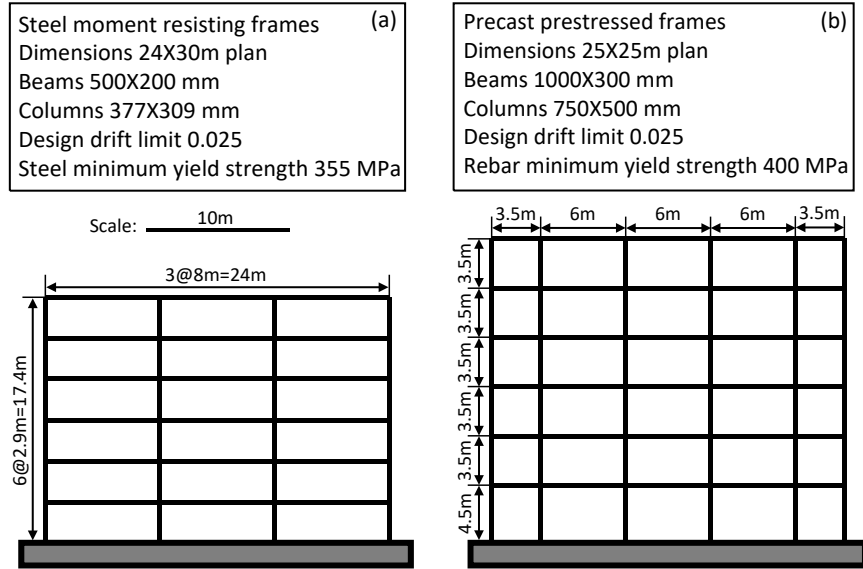 Steel moment resisting frames (a)
Dimensions 24X30m plan
Beams 500X200 mm
Columns 377X309 mm
Design drift limit 0.025
Steel minimum yield strength 355 MPa
Precast prestressed frames (b)
Dimensions 25X25m plan
Beams 1000X300 mm
Columns 750X500 mm
Design drift limit 0.025
Rebar minimum yield strength 400 MPa
Scale: 10m
3@8m=24m
6@2.9m=17.4m
3.5m 6m 6m 6m 3.5m
3.5m
3.5m
3.5m
3.5m
3.5m
4.5m